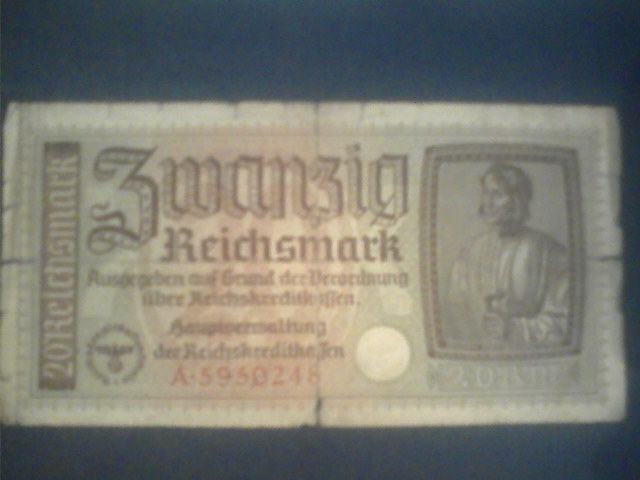 20 Reichsmark
Zwanzig
Reichsmark
Ausgegeben auf Grund der Verordnung
über Reichskreditkassen.
Hauptverwaltung
der Reichskreditkassen
A·5950248